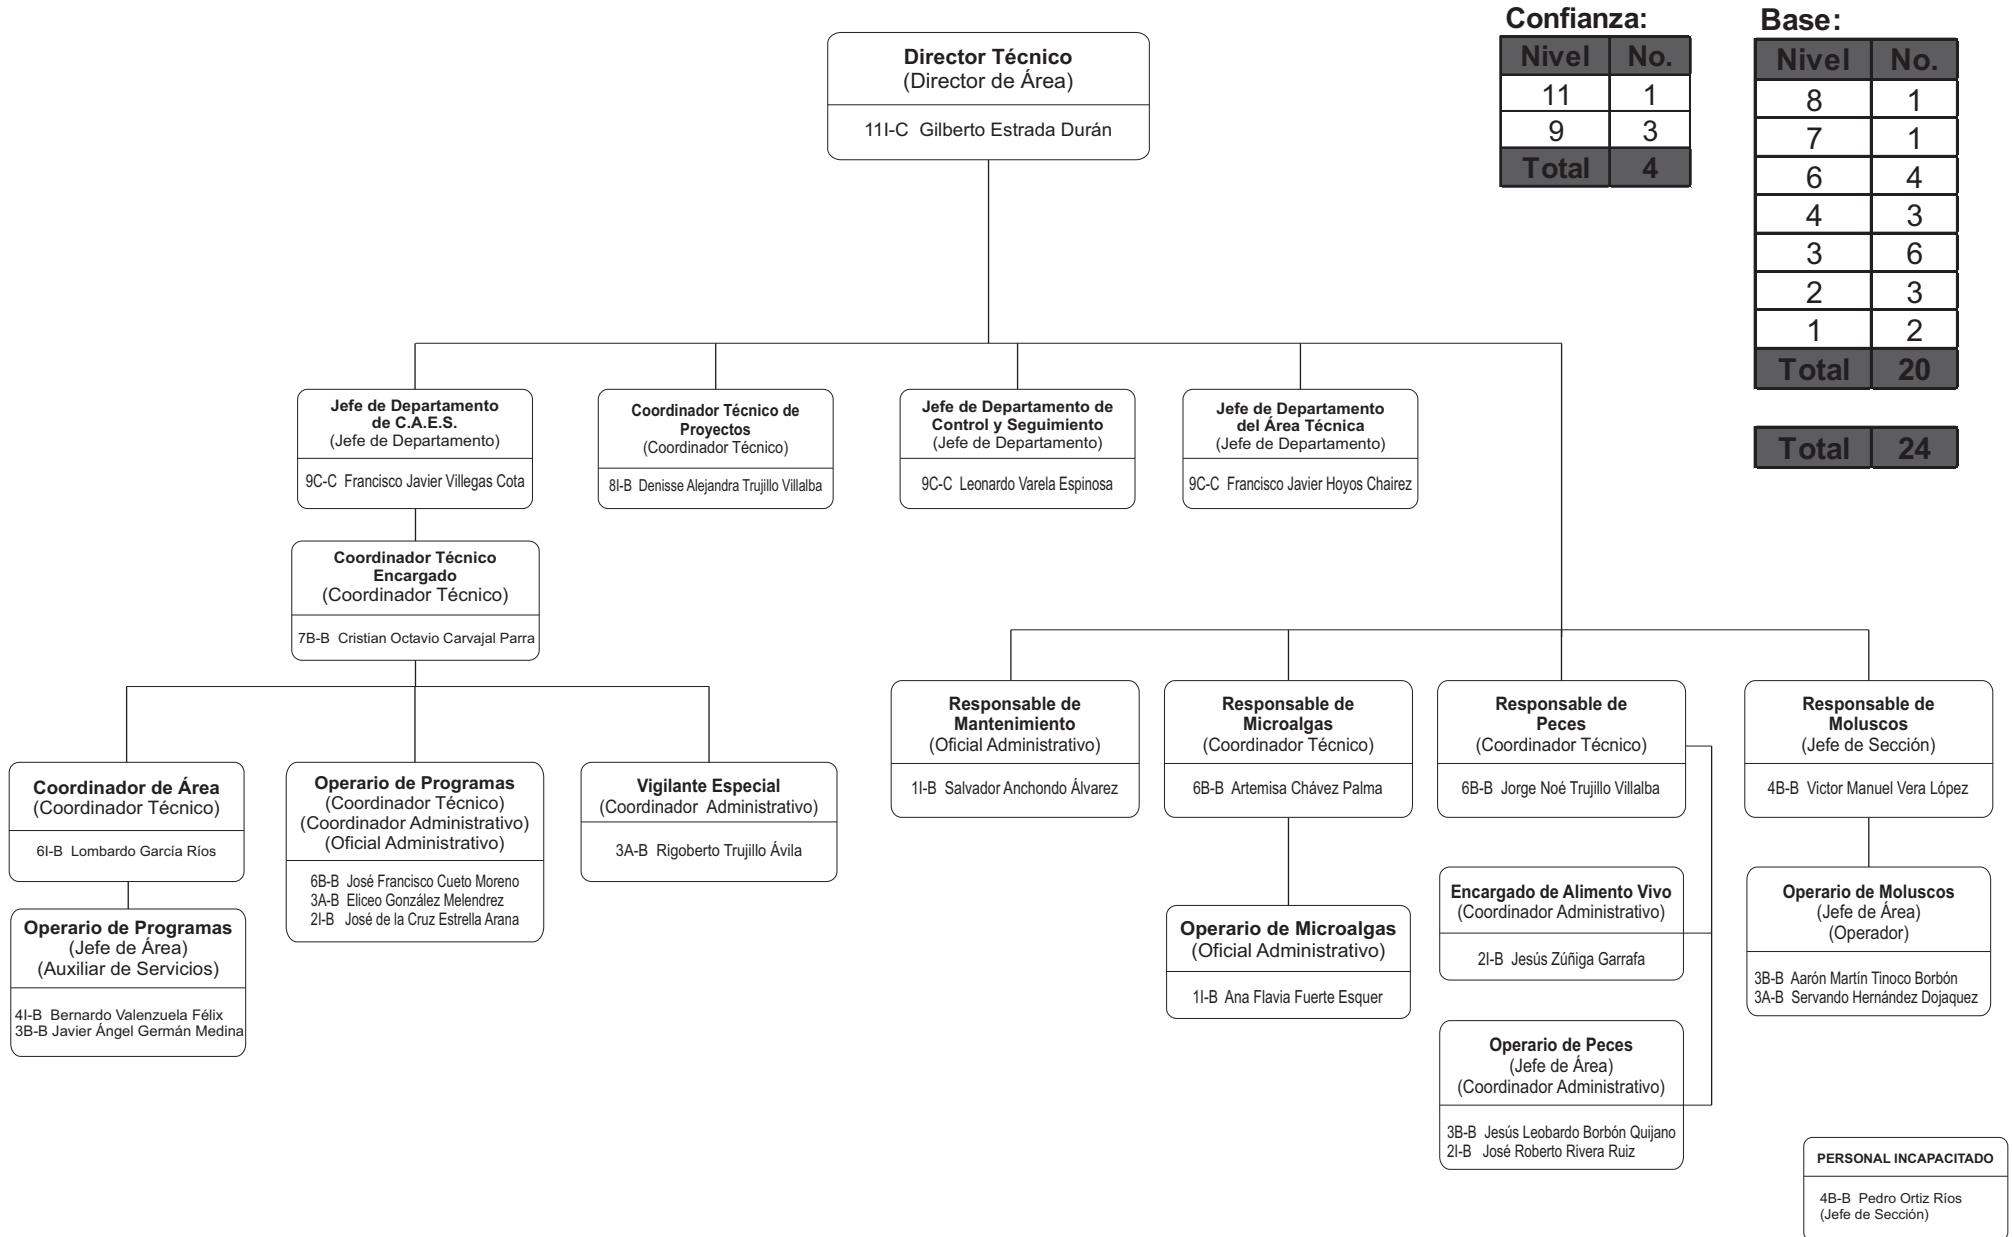 Confianza:
Nivel No.
11 1
9 3
Total 4
Base:
Nivel No.
8 1
7 1
6 4
4 3
3 6
2 3
1 2
Total 20
Total 24
Director Técnico
(Director de Área)
11I-C Gilberto Estrada Durán
Jefe de Departamento
de C.A.E.S.
(Jefe de Departamento)
9C-C Francisco Javier Villegas Cota
Coordinador Técnico de
Proyectos
(Coordinador Técnico)
8I-B Denisse Alejandra Trujillo Villalba
Jefe de Departamento de
Control y Seguimiento
(Jefe de Departamento)
9C-C Leonardo Varela Espinosa
Jefe de Departamento
del Área Técnica
(Jefe de Departamento)
9C-C Francisco Javier Hoyos Chairez
Coordinador Técnico
Encargado
(Coordinador Técnico)
7B-B Cristian Octavio Carvajal Parra
Coordinador de Área
(Coordinador Técnico)
6I-B Lombardo García Ríos
Operario de Programas
(Jefe de Área)
(Auxiliar de Servicios)
4I-B Bernardo Valenzuela Félix
3B-B Javier Ángel Germán Medina
Operario de Programas
(Coordinador Técnico)
(Coordinador Administrativo)
(Oficial Administrativo)
6B-B José Francisco Cueto Moreno
3A-B Eliceo González Melendrez
2I-B José de la Cruz Estrella Arana
Vigilante Especial
(Coordinador Administrativo)
3A-B Rigoberto Trujillo Ávila
Responsable de
Mantenimiento
(Oficial Administrativo)
1I-B Salvador Anchondo Álvarez
Responsable de
Microalgas
(Coordinador Técnico)
6B-B Artemisa Chávez Palma
Operario de Microalgas
(Oficial Administrativo)
1I-B Ana Flavia Fuerte Esquer
Responsable de
Peces
(Coordinador Técnico)
6B-B Jorge Noé Trujillo Villalba
Encargado de Alimento Vivo
(Coordinador Administrativo)
2I-B Jesús Zúñiga Garrafa
Operario de Peces
(Jefe de Área)
(Coordinador Administrativo)
3B-B Jesús Leobardo Borbón Quijano
2I-B José Roberto Rivera Ruiz
Responsable de
Moluscos
(Jefe de Sección)
4B-B Victor Manuel Vera López
Operario de Moluscos
(Jefe de Área)
(Operador)
3B-B Aarón Martín Tinoco Borbón
3A-B Servando Hernández Dojaquez
PERSONAL INCAPACITADO
4B-B Pedro Ortiz Ríos
(Jefe de Sección)